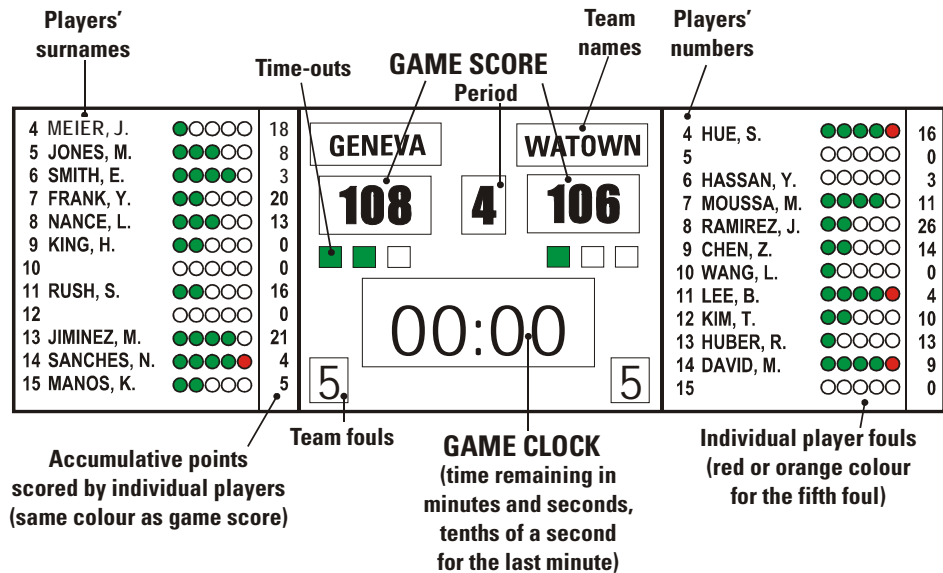 Players'
surnames
Time-outs
GAME SCORE
Period
Team
names
Players'
numbers
4 MEIER, J. 18
5 JONES, M. 8
6 SMITH, E. 3
7 FRANK, Y. 20
8 NANCE, L. 13
9 KING, H. 0
10 0
11 RUSH, S. 16
12 0
13 JIMINEZ, M. 21
14 SANCHES, N. 4
15 MANOS, K. 5
GENEVA WATOWN
108 4 106
00:00
5 5
4 HUE, S. 16
5 0
6 HASSAN, Y. 3
7 MOUSSA, M. 11
8 RAMIREZ, J. 26
9 CHEN, Z. 14
10 WANG, L. 0
11 LEE, B. 4
12 KIM, T. 10
13 HUBER, R. 13
14 DAVID, M. 9
15 0
Accumulative points
scored by individual players
(same colour as game score)
Team fouls
GAME CLOCK
(time remaining in
minutes and seconds,
tenths of a second
for the last minute)
Individual player fouls
(red or orange colour
for the fifth foul)